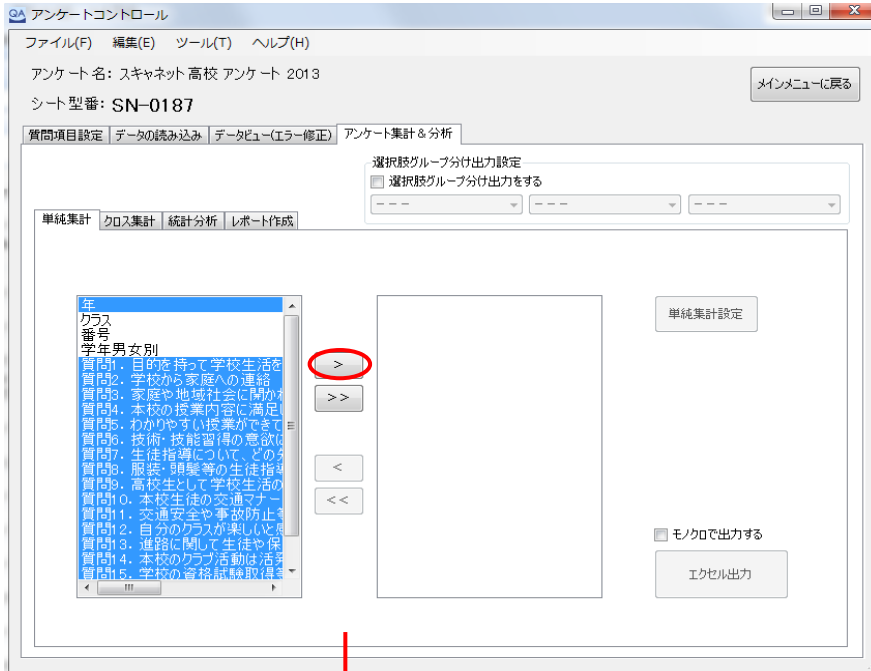 QA アンケートコントロール
ファイル(F) 編集(E) ツール(T) ヘルプ(H)
アンケート名: スキャネット高校 アンケート 2013
メインメニューに戻る
シート型番: SN-0187
質問項目設定 データの読み込み データビュー(エラー修正) アンケート集計&分析
選択肢グループ分け出力設定
選択肢グループ分け出力をする
--- --- ---
単純集計 クロス集計 統計分析 レポート作成
年
クラス
番号
学年男女別
質問1. 目的を持って学校生活を
質問2. 学校から家庭への連絡
質問3. 家庭や地域社会に開かれ
質問4. 本校の授業内容に満足し
質問5. わかりやすい授業ができて
質問6. 技術・技能習得の意欲に
質問7. 生徒指導について、どの
質問8. 服装・頭髪等の生徒指導
質問9. 高校生として学校生活の
質問10. 本校生徒の交通マナー
質問11. 交通安全や事故防止
質問12. 自分のクラスが楽しいと
質問13. 進路に関して生徒や保
質問14. 本校のクラブ活動は活
質問15. 学校の資格試験取得
>
>>
<
<<
単純集計設定
モノクロで出力する
エクセル出力